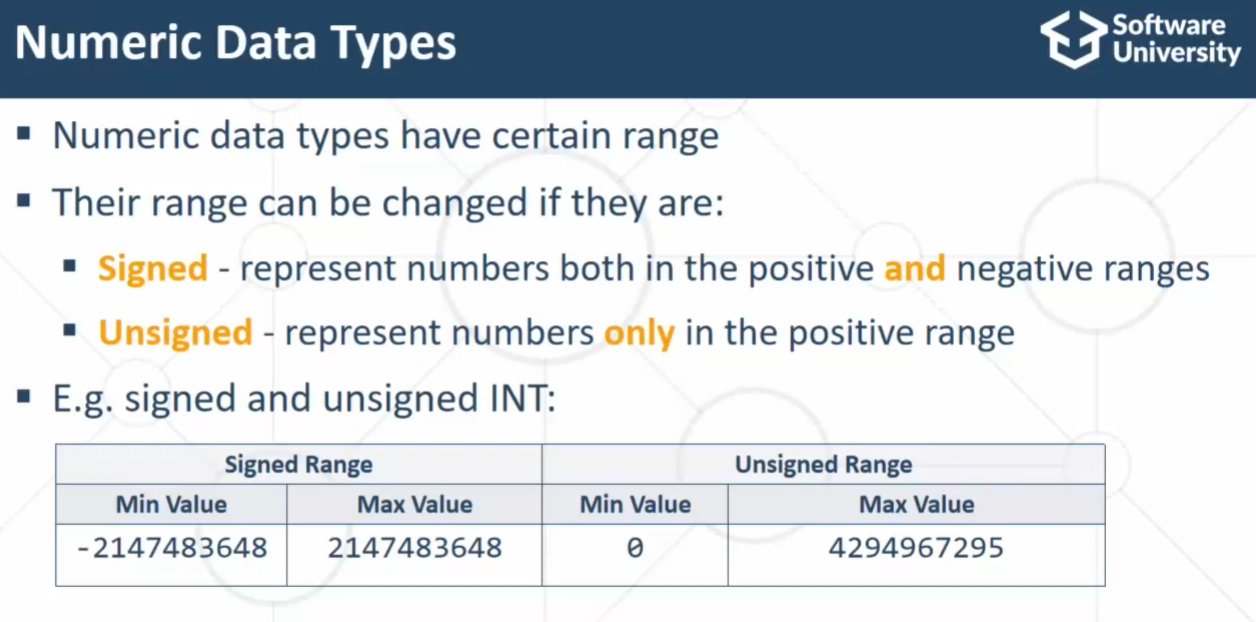 Numeric Data Types
Software
University
▪ Numeric data types have certain range
▪ Their range can be changed if they are:
▪ Signed - represent numbers both in the positive and negative ranges
▪ Unsigned - represent numbers only in the positive range
▪ E.g. signed and unsigned INT:
Signed Range Unsigned Range
Min Value Max Value Min Value Max Value
-2147483648 2147483648 0 4294967295